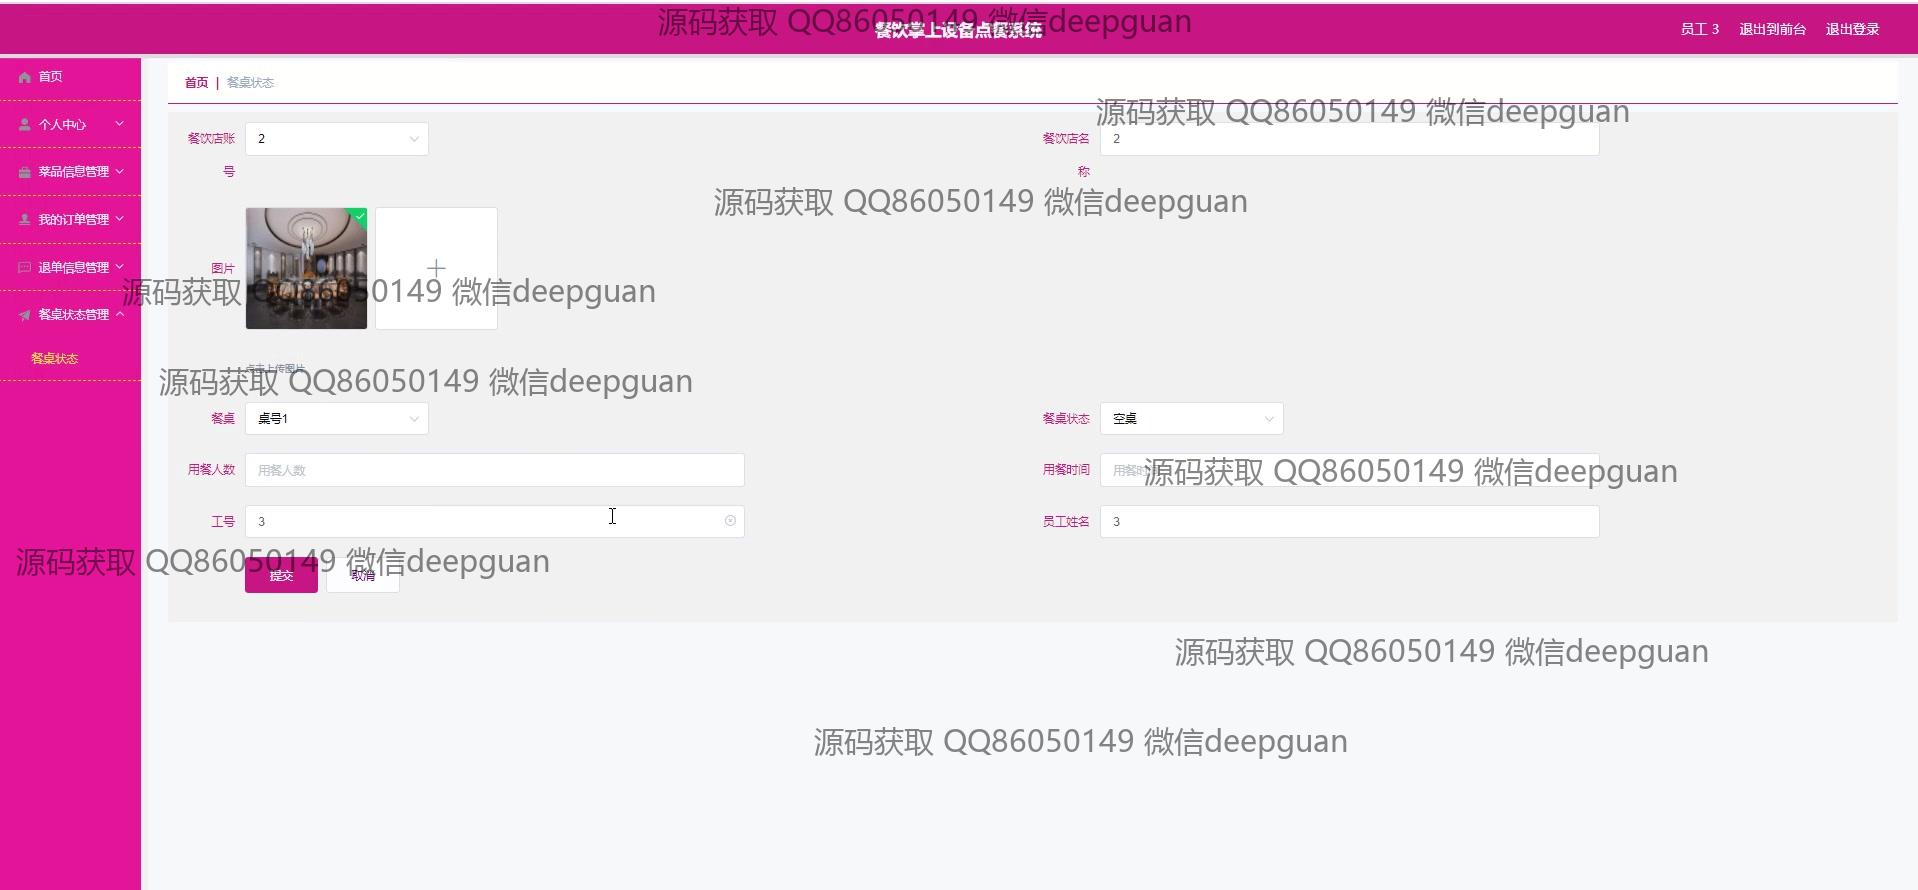 源码获取 QQ86050149 微信deepguan
餐饮掌上设备点餐系统
员工 3 退出到前台 退出登录
首页
个人中心
菜品信息管理
我的订单管理
退单信息管理
餐桌状态管理
餐桌状态
首页 | 餐桌状态
源码获取 QQ86050149 微信deepguan
餐饮店账号 2
餐饮店名称 2
源码获取 QQ86050149 微信deepguan
图片
源码获取 QQ86050149 微信deepguan
点击上传图片
源码获取 QQ86050149 微信deepguan
餐桌 桌号1
餐桌状态 空桌
用餐人数 用餐人数
用餐时间 用餐时间
源码获取 QQ86050149 微信deepguan
工号 3
员工姓名 3
源码获取 QQ86050149 微信deepguan
提交 取消
源码获取 QQ86050149 微信deepguan
源码获取 QQ86050149 微信deepguan